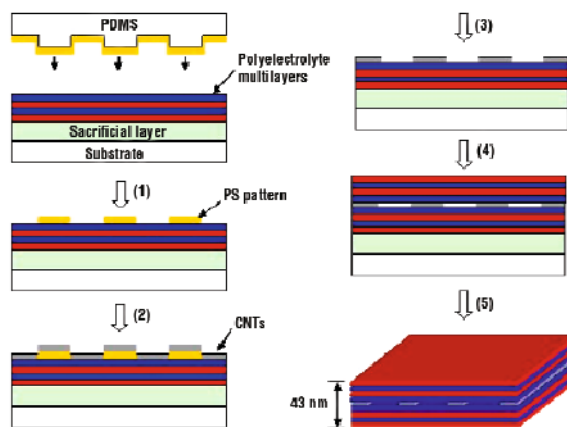 PDMS
Polyelectrolyte
multilayers
Sacrificial layer
Substrate
(1)
PS pattern
(2)
CNTs
(3)
(4)
(5)
43 nm